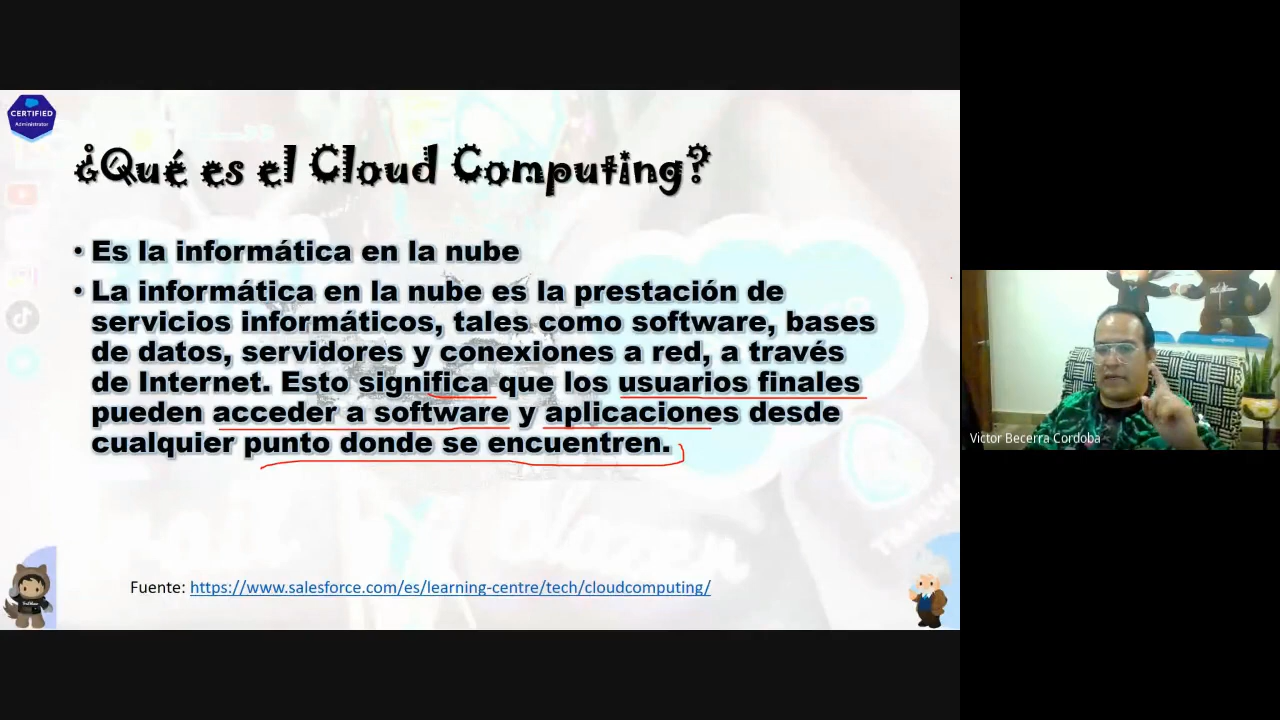 CERTIFIED
Administrator
¿Qué es el Cloud Computing?
• Es la informática en la nube
• La informática en la nube es la prestación de
servicios informáticos, tales como software, bases
de datos, servidores y conexiones a red, a través
de Internet. Esto significa que los usuarios finales
pueden acceder a software y aplicaciones desde
cualquier punto donde se encuentren.
Fuente: https://www.salesforce.com/es/learning-centre/tech/cloudcomputing/
Victor Becerra Cordoba